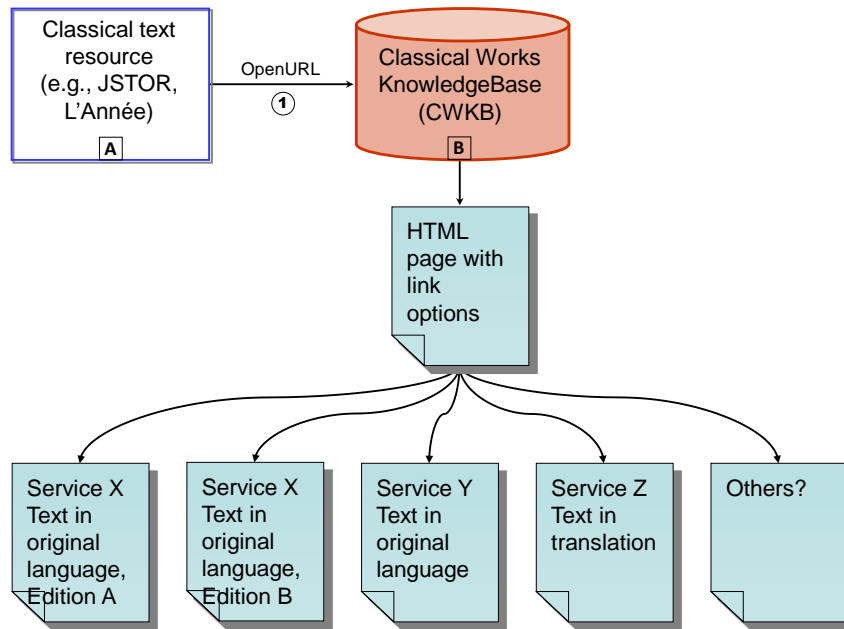 Classical text
resource
(e.g., JSTOR,
L'Année)
A
OpenURL
1
Classical Works
KnowledgeBase
(CWKB)
B
HTML
page with
link
options
Service X
Text in
original
language,
Edition A
Service X
Text in
original
language,
Edition B
Service Y
Text in
original
language
Service Z
Text in
translation
Others?